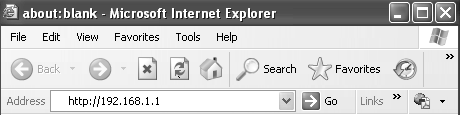 about:blank - Microsoft Internet Explorer
File Edit View Favorites Tools Help
Back Search Favorites »
Address http://192.168.1.1 Go Links »